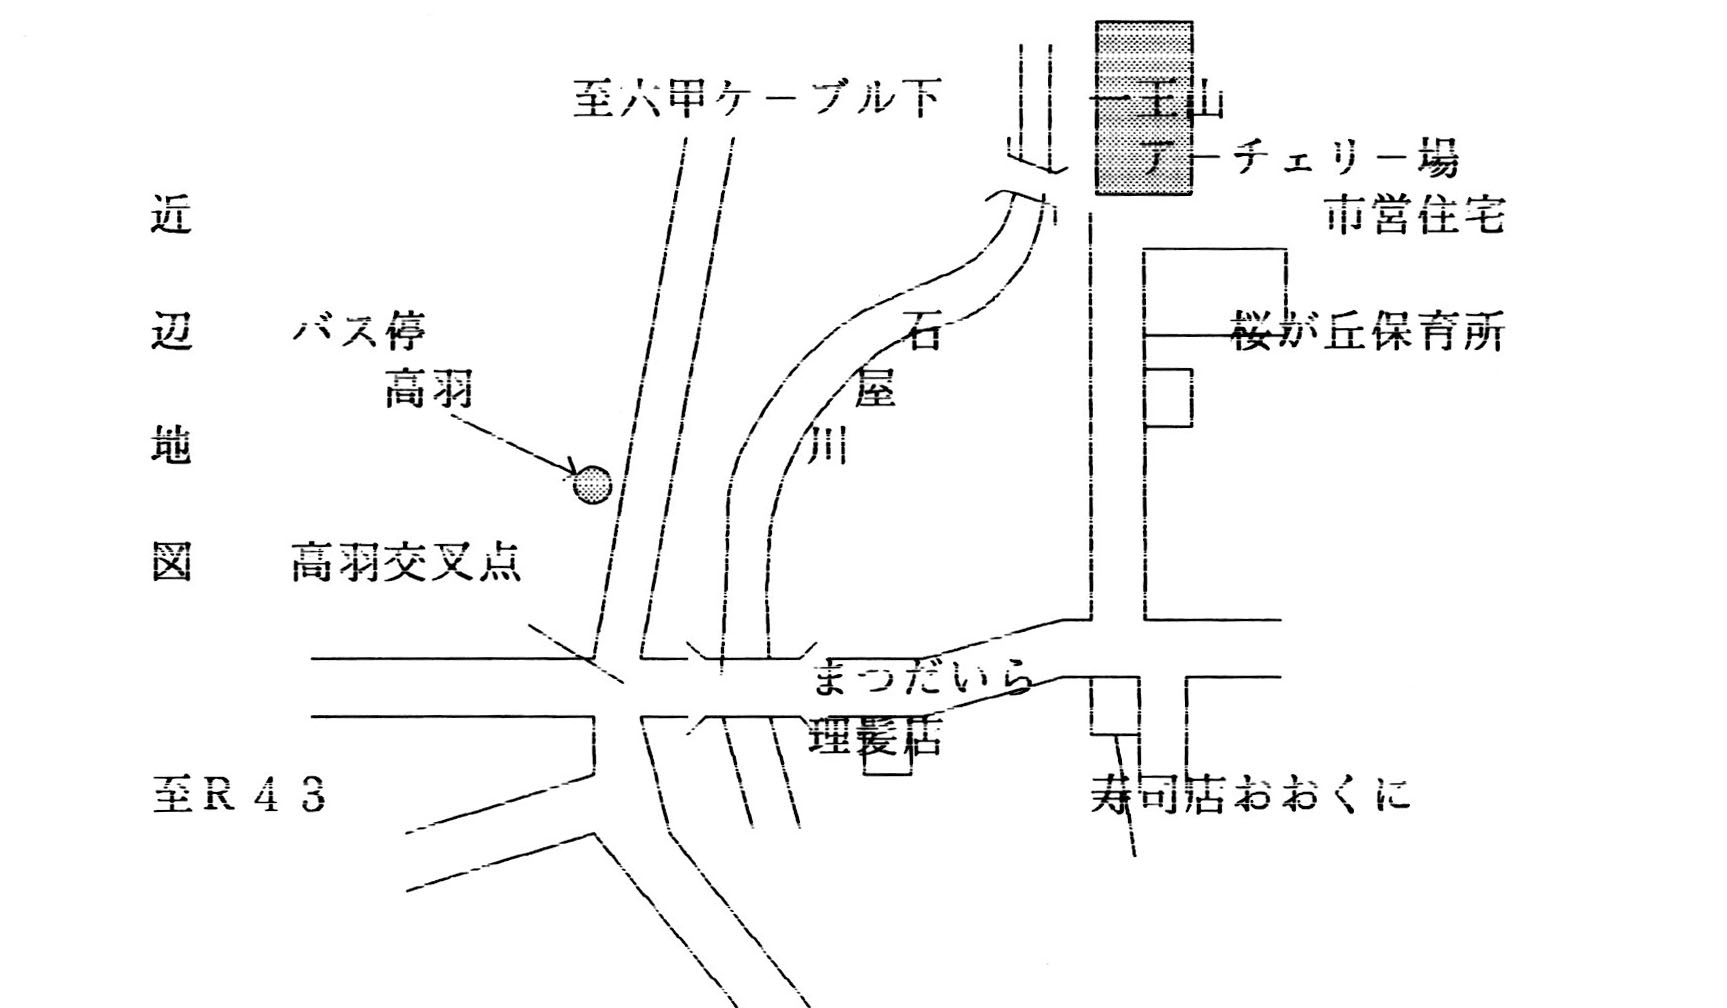 近辺地図
至六甲ケーブル下
一王山
アーチェリー場
市営住宅
バス停
高羽
石屋川
桜が丘保育所
高羽交叉点
まつだいら
理髪店
至R43
寿司店おおくに